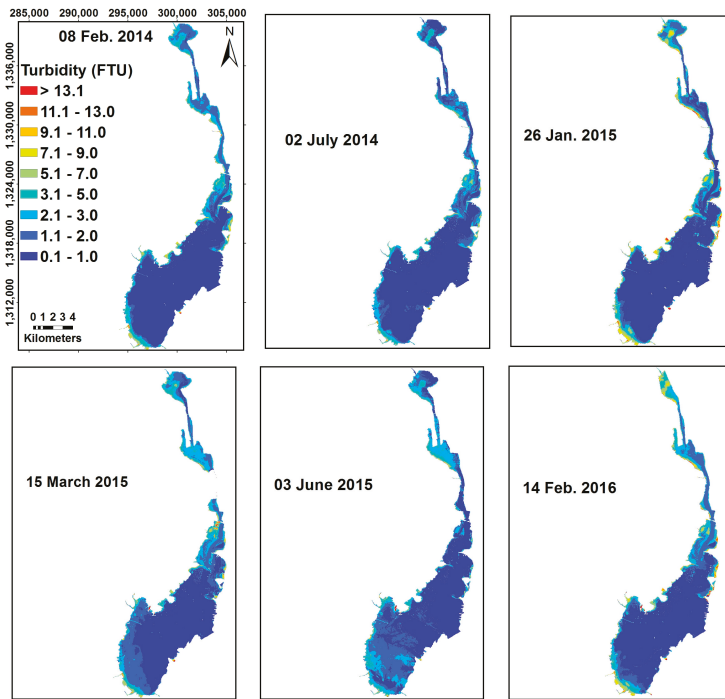 285,000 290,000 295,000 300,000 305,000
08 Feb. 2014
N
1,336,000
1,330,000
1,324,000
1,318,000
1,312,000
Turbidity (FTU)
> 13.1
11.1 - 13.0
9.1 - 11.0
7.1 - 9.0
5.1 - 7.0
3.1 - 5.0
2.1 - 3.0
1.1 - 2.0
0.1 - 1.0
0 1 2 3 4
Kilometers
02 July 2014
26 Jan. 2015
15 March 2015
03 June 2015
14 Feb. 2016